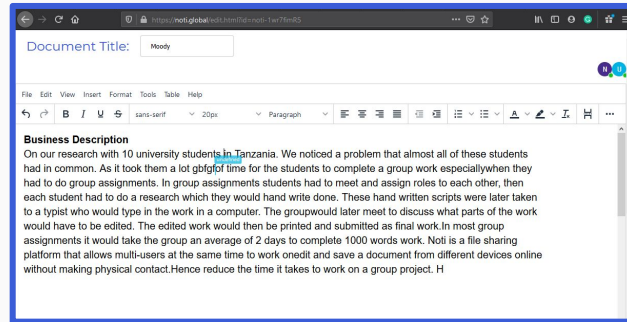 https://noti.global/edit.html?id=noti-1wr7fimRS
Document Title: Moody
N U
File Edit View Insert Format Tools Table Help
B I U S sans-serif 20px Paragraph A
Business Description
On our research with 10 university students in Tanzania. We noticed a problem that almost all of these students
had in common. As it took them a lot gbfgfof time for the students to complete a group work especiallywhen they
had to do group assignments. In group assignments students had to meet and assign roles to each other, then
each student had to do a research which they would hand write done. These hand written scripts were later taken
to a typist who would type in the work in a computer. The groupwould later meet to discuss what parts of the work
would have to be edited. The edited work would then be printed and submitted as final work.In most group
assignments it would take the group an average of 2 days to complete 1000 words work. Noti is a file sharing
platform that allows multi-users at the same time to work onedit and save a document from different devices online
without making physical contact.Hence reduce the time it takes to work on a group project. H